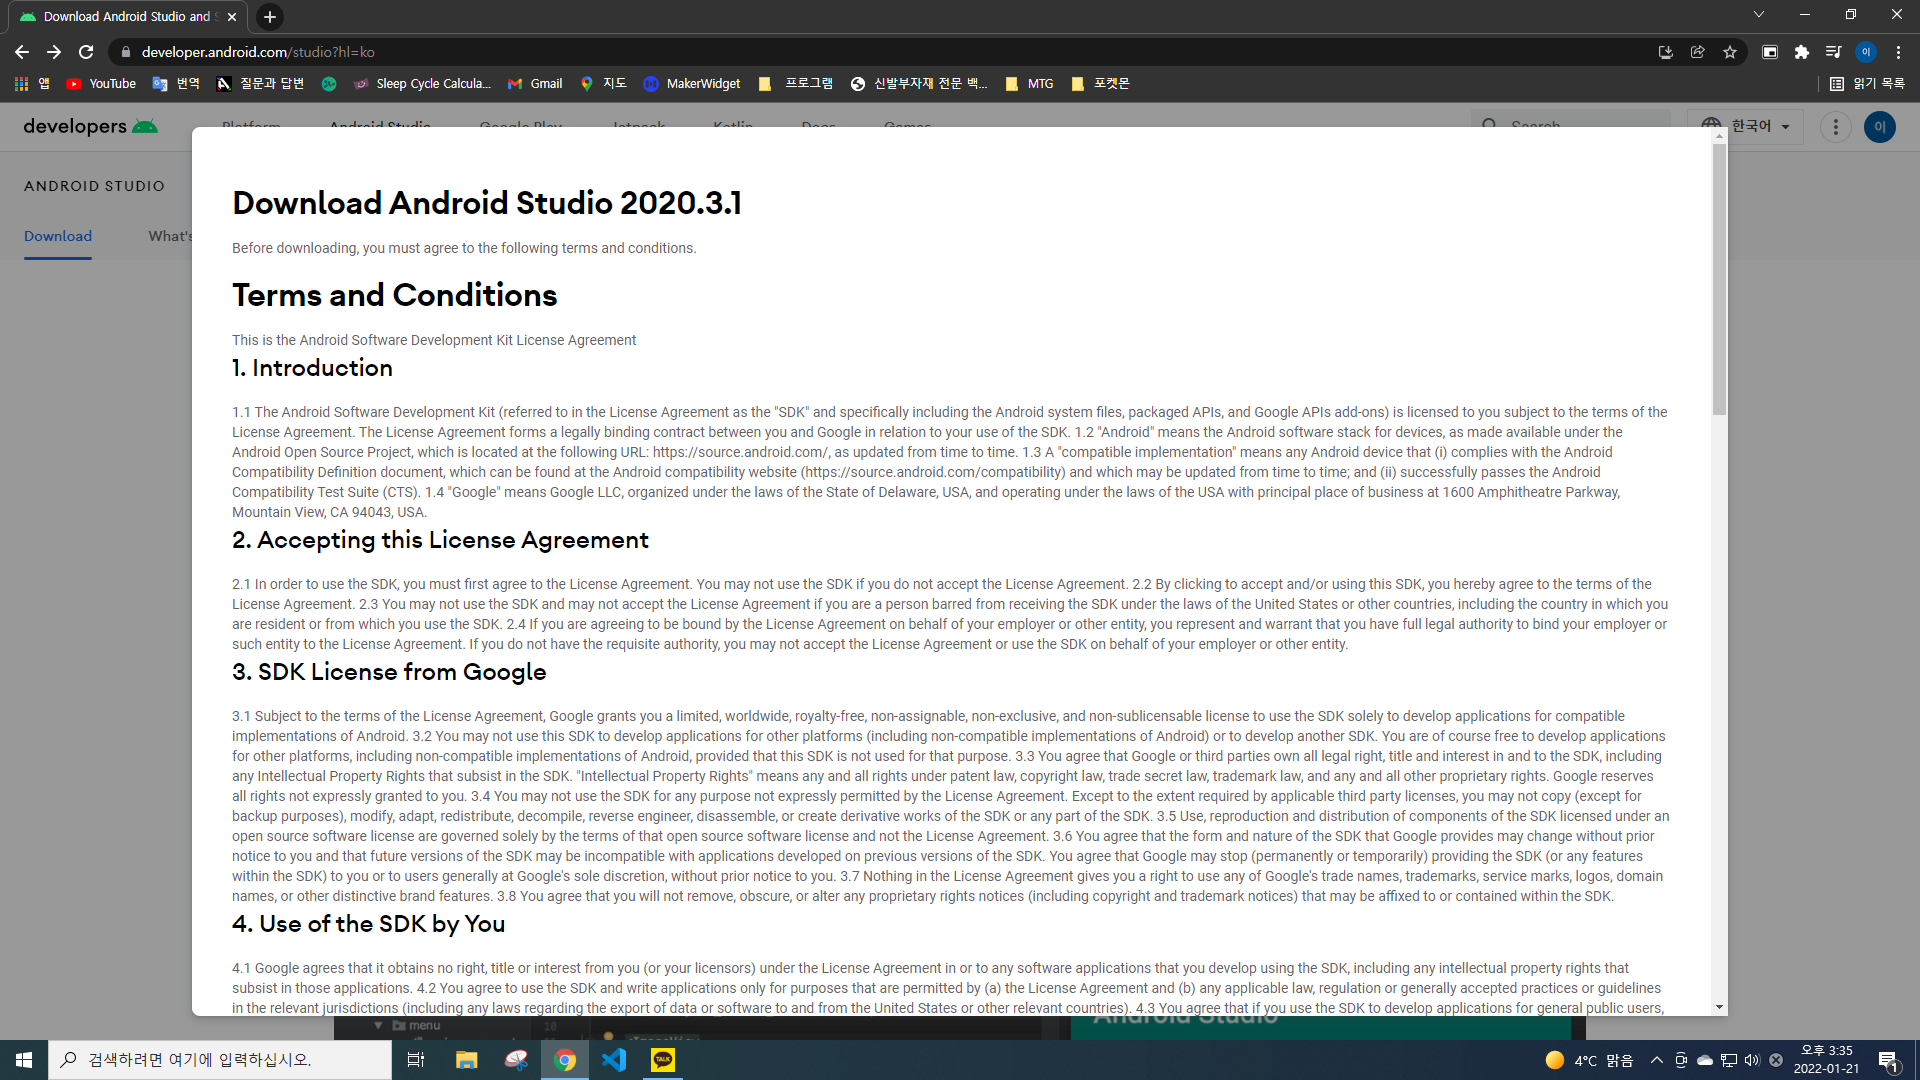 Download Android Studio and S
developer.android.com/studio?hl=ko
앱 YouTube 번역 질문과 답변 Sleep Cycle Calcula... Gmail 지도 MakerWidget 프로그램 신발부자재 전문 백... MTG 포켓몬 읽기 목록
developers Platform Android Studio Google Play Jetpack Kotlin Docs Games Search 한국어 이
ANDROID STUDIO
Download What's
Download Android Studio 2020.3.1
Before downloading, you must agree to the following terms and conditions.
Terms and Conditions
This is the Android Software Development Kit License Agreement
1. Introduction
1.1 The Android Software Development Kit (referred to in the License Agreement as the "SDK" and specifically including the Android system files, packaged APIs, and Google APIs add-ons) is licensed to you subject to the terms of the
License Agreement. The License Agreement forms a legally binding contract between you and Google in relation to your use of the SDK. 1.2 "Android" means the Android software stack for devices, as made available under the
Android Open Source Project, which is located at the following URL: https://source.android.com/, as updated from time to time. 1.3 A "compatible implementation" means any Android device that (i) complies with the Android
Compatibility Definition document, which can be found at the Android compatibility website (https://source.android.com/compatibility) and which may be updated from time to time; and (ii) successfully passes the Android
Compatibility Test Suite (CTS). 1.4 "Google" means Google LLC, organized under the laws of the State of Delaware, USA, and operating under the laws of the USA with principal place of business at 1600 Amphitheatre Parkway,
Mountain View, CA 94043, USA.
2. Accepting this License Agreement
2.1 In order to use the SDK, you must first agree to the License Agreement. You may not use the SDK if you do not accept the License Agreement. 2.2 By clicking to accept and/or using this SDK, you hereby agree to the terms of the
License Agreement. 2.3 You may not use the SDK and may not accept the License Agreement if you are a person barred from receiving the SDK under the laws of the United States or other countries, including the country in which you
are resident or from which you use the SDK. 2.4 If you are agreeing to be bound by the License Agreement on behalf of your employer or other entity, you represent and warrant that you have full legal authority to bind your employer or
such entity to the License Agreement. If you do not have the requisite authority, you may not accept the License Agreement or use the SDK on behalf of your employer or other entity.
3. SDK License from Google
3.1 Subject to the terms of the License Agreement, Google grants you a limited, worldwide, royalty-free, non-assignable, non-exclusive, and non-sublicensable license to use the SDK solely to develop applications for compatible
implementations of Android. 3.2 You may not use this SDK to develop applications for other platforms (including non-compatible implementations of Android) or to develop another SDK. You are of course free to develop applications
for other platforms, including non-compatible implementations of Android, provided that this SDK is not used for that purpose. 3.3 You agree that Google or third parties own all legal right, title and interest in and to the SDK, including
any Intellectual Property Rights that subsist in the SDK. "Intellectual Property Rights" means any and all rights under patent law, copyright law, trade secret law, trademark law, and any and all other proprietary rights. Google reserves
all rights not expressly granted to you. 3.4 You may not use the SDK for any purpose not expressly permitted by the License Agreement. Except to the extent required by applicable third party licenses, you may not copy (except for
backup purposes), modify, adapt, redistribute, decompile, reverse engineer, disassemble, or create derivative works of the SDK or any part of the SDK. 3.5 Use, reproduction and distribution of components of the SDK licensed under an
open source software license are governed solely by the terms of that open source software license and not the License Agreement. 3.6 You agree that the form and nature of the SDK that Google provides may change without prior
notice to you and that future versions of the SDK may be incompatible with applications developed on previous versions of the SDK. You agree that Google may stop (permanently or temporarily) providing the SDK (or any features
within the SDK) to you or to users generally at Google's sole discretion, without prior notice to you. 3.7 Nothing in the License Agreement gives you a right to use any of Google's trade names, trademarks, service marks, logos, domain
names, or other distinctive brand features. 3.8 You agree that you will not remove, obscure, or alter any proprietary rights notices (including copyright and trademark notices) that may be affixed to or contained within the SDK.
4. Use of the SDK by You
4.1 Google agrees that it obtains no right, title or interest from you (or your licensors) under the License Agreement in or to any software applications that you develop using the SDK, including any intellectual property rights that
subsist in those applications. 4.2 You agree to use the SDK and write applications only for purposes that are permitted by (a) the License Agreement and (b) any applicable law, regulation or generally accepted practices or guidelines
in the relevant jurisdictions (including any laws regarding the export of data or software to and from the United States or other relevant countries). 4.3 You agree that if you use the SDK to develop applications for general public users,
Android Studio
menu 10
검색하려면 여기에 입력하십시오. TALK 4°C 맑음 오후 3:35
2022-01-21 1